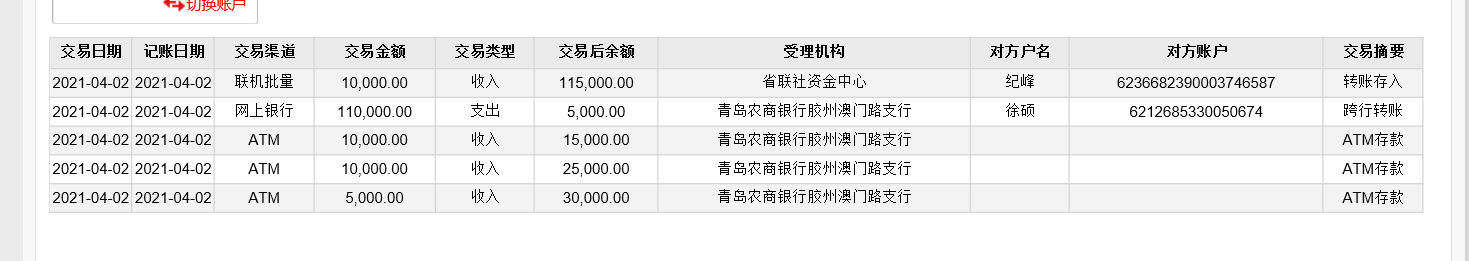 切换账户
交易日期 记账日期 交易渠道 交易金额 交易类型 交易后余额 受理机构 对方户名 对方账户 交易摘要
2021-04-02 2021-04-02 联机批量 10,000.00 收入 115,000.00 省联社资金中心 纪峰 6236682390003746587 转账存入
2021-04-02 2021-04-02 网上银行 110,000.00 支出 5,000.00 青岛农商银行胶州澳门路支行 徐硕 6212685330050674 跨行转账
2021-04-02 2021-04-02 ATM 10,000.00 收入 15,000.00 青岛农商银行胶州澳门路支行 ATM存款
2021-04-02 2021-04-02 ATM 10,000.00 收入 25,000.00 青岛农商银行胶州澳门路支行 ATM存款
2021-04-02 2021-04-02 ATM 5,000.00 收入 30,000.00 青岛农商银行胶州澳门路支行 ATM存款